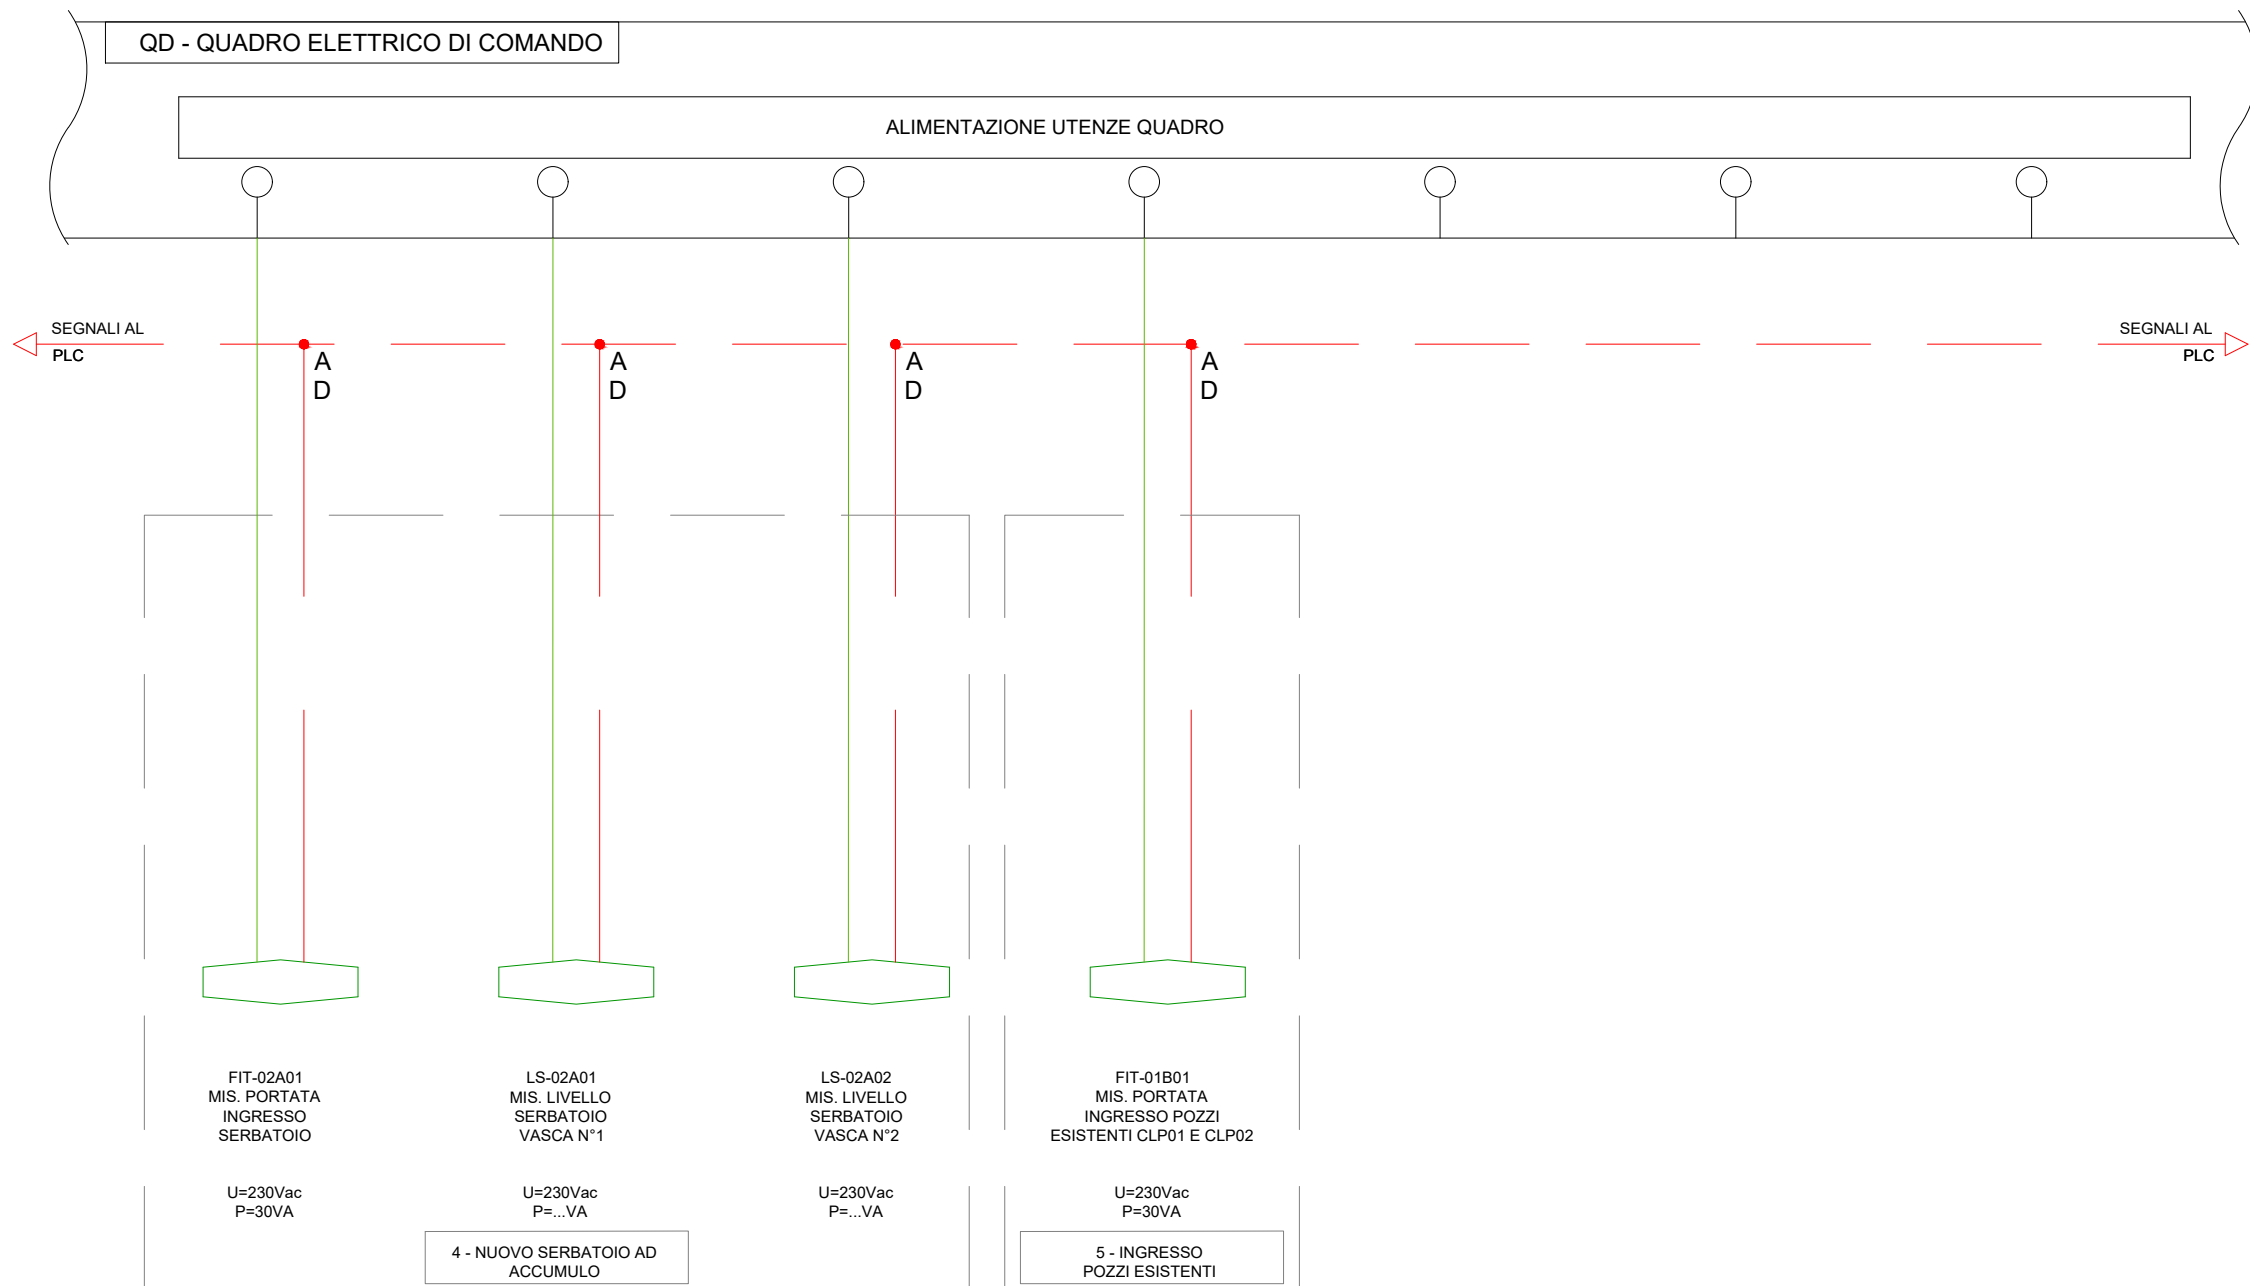 QD - QUADRO ELETTRICO DI COMANDO
ALIMENTAZIONE UTENZE QUADRO
SEGNALI AL
PLC
SEGNALI AL
PLC
A
D
A
D
A
D
A
D
FIT-02A01
MIS. PORTATA
INGRESSO
SERBATOIO
U=230Vac
P=30VA
LS-02A01
MIS. LIVELLO
SERBATOIO
VASCA N°1
U=230Vac
P=...VA
LS-02A02
MIS. LIVELLO
SERBATOIO
VASCA N°2
U=230Vac
P=...VA
FIT-01B01
MIS. PORTATA
INGRESSO POZZI
ESISTENTI CLP01 E CLP02
U=230Vac
P=30VA
4 - NUOVO SERBATOIO AD
ACCUMULO
5 - INGRESSO
POZZI ESISTENTI